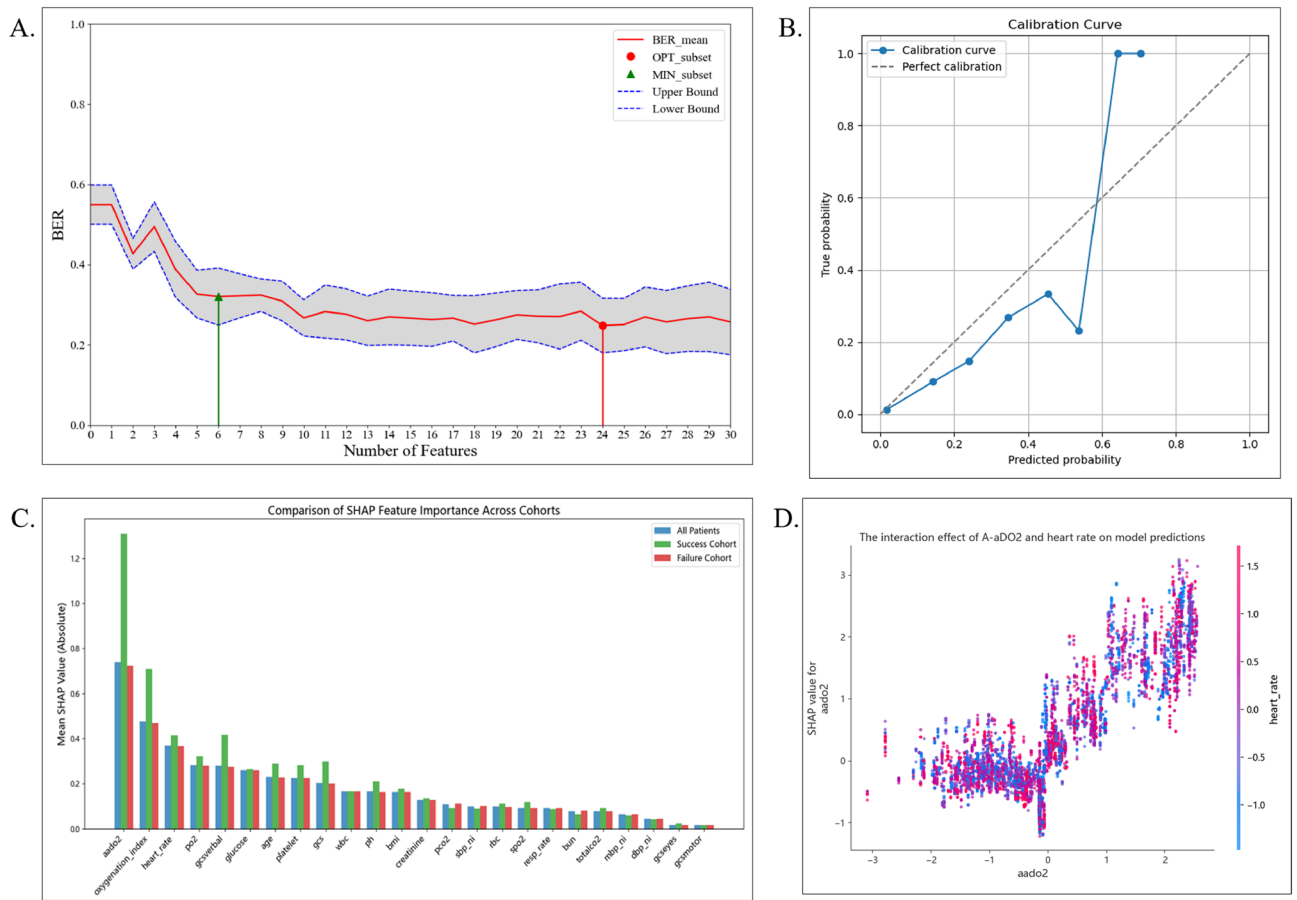 A.
1.0
0.8
0.6
0.4
0.2
0.0
BER
0 1 2 3 4 5 6 7 8 9 10 11 12 13 14 15 16 17 18 19 20 21 22 23 24 25 26 27 28 29 30
Number of Features
BER_mean
OPT_subset
MIN_subset
Upper Bound
Lower Bound
B.
Calibration Curve
Calibration curve
Perfect calibration
1.0
0.8
0.6
0.4
0.2
0.0
True probability
0.0 0.2 0.4 0.6 0.8 1.0
Predicted probability
C.
Comparison of SHAP Feature Importance Across Cohorts
All Patients
Success Cohort
Failure Cohort
1.2
1.0
0.8
0.6
0.4
0.2
0.0
Mean SHAP Value (Absolute)
aado2
oxygenation_index
heart_rate
po2
gcsverbal
glucose
age
platelet
gcs
wbc
ph
bmi
creatinine
pco2
sbp_ni
rbc
spo2
resp_rate
bun
totalco2
mbp_ni
dbp_ni
gcseyes
gcsmotor
D.
The interaction effect of A-aDO2 and heart rate on model predictions
3
2
1
0
−1
SHAP value for
aado2
−3 −2 −1 0 1 2
aado2
1.5
1.0
0.5
0.0
−0.5
−1.0
heart_rate